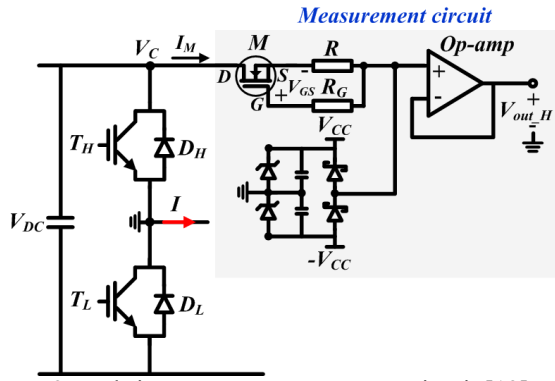 Measurement circuit
V_C
I_M
M
R
Op-amp
D
S
- 
+
V_GS
R_G
G
+
-
+
V_out_H
-
V_CC
T_H
D_H
I
V_DC
-V_CC
T_L
D_L